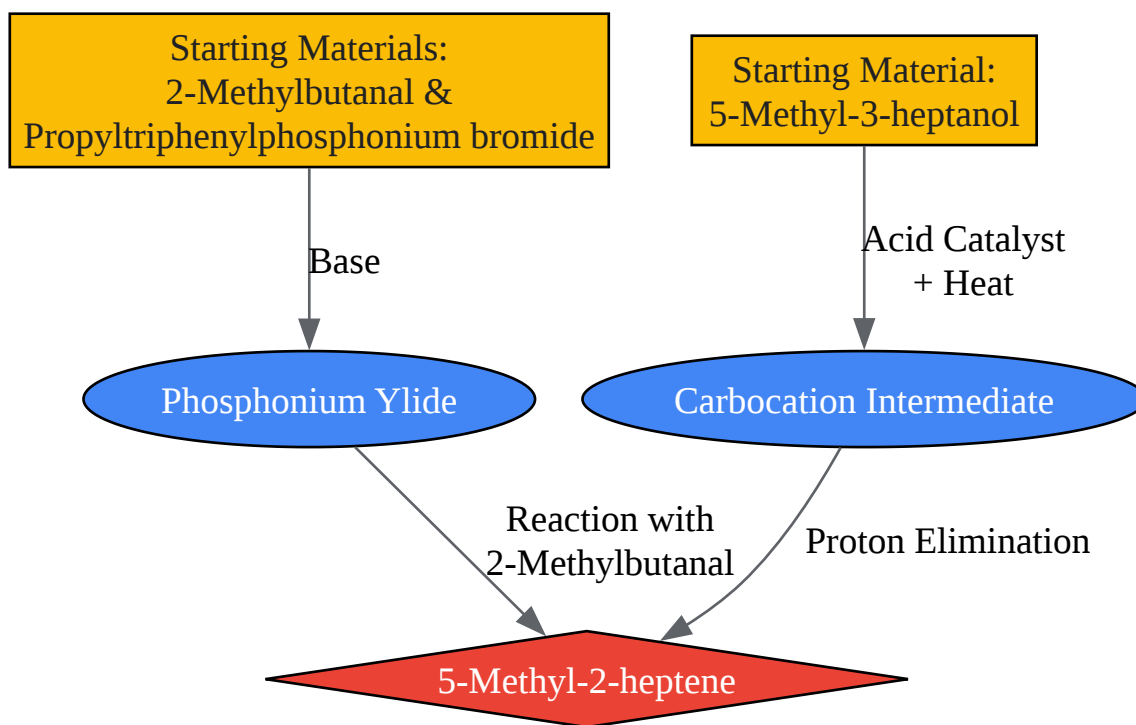 Starting Materials:
2-Methylbutanal &
Propyltriphenylphosphonium bromide
Starting Material:
5-Methyl-3-heptanol
Base
Acid Catalyst
+ Heat
Phosphonium Ylide
Carbocation Intermediate
Reaction with
2-Methylbutanal
Proton Elimination
5-Methyl-2-heptene